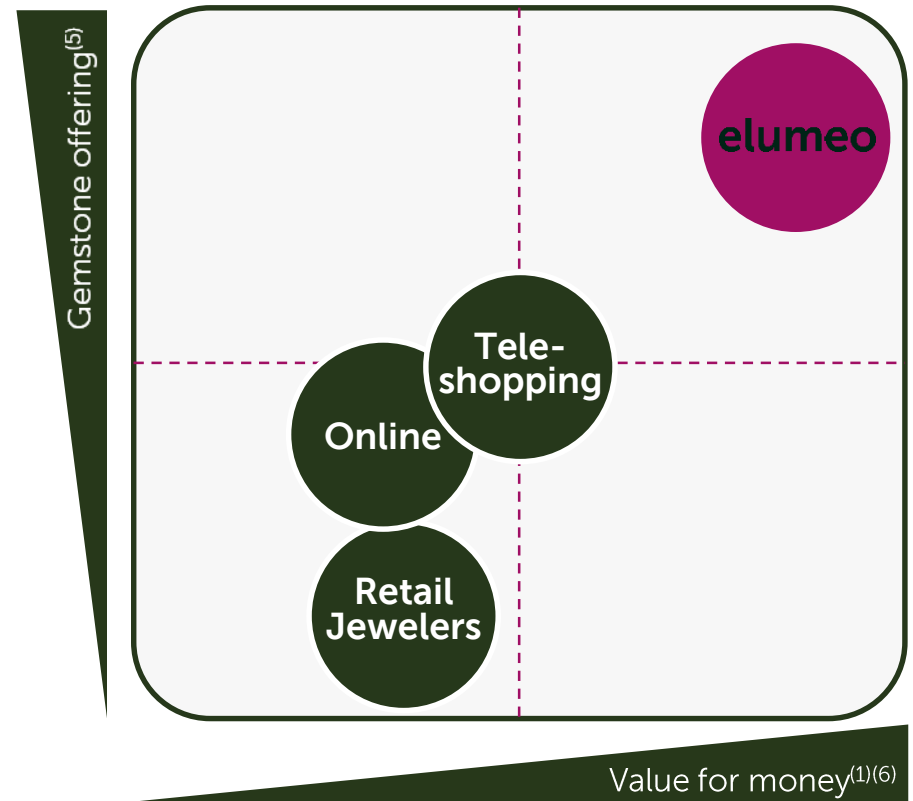 Gemstone offering(5)
elumeo
Tele-
shopping
Online
Retail
Jewelers
Value for money(1)(6)